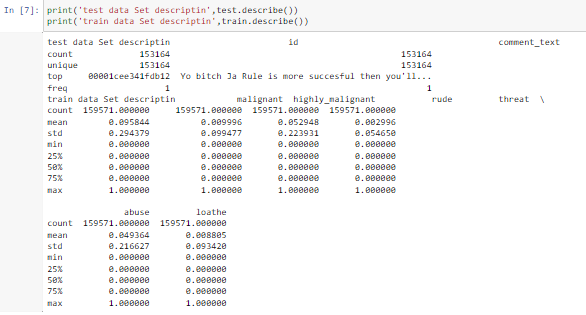 In [7]: print('test data Set descriptin',test.describe())
print('train data Set descriptin',train.describe())
test data Set descriptin id comment_text
count 153164 153164
unique 153164 153164
top 00001cee341fdb12 Yo bitch Ja Rule is more succesful then you'll...
freq 1 1
train data Set descriptin malignant highly_malignant rude threat \
count 159571.000000 159571.000000 159571.000000 159571.000000
mean 0.095844 0.009996 0.052948 0.002996
std 0.294379 0.099477 0.223931 0.054650
min 0.000000 0.000000 0.000000 0.000000
25% 0.000000 0.000000 0.000000 0.000000
50% 0.000000 0.000000 0.000000 0.000000
75% 0.000000 0.000000 0.000000 0.000000
max 1.000000 1.000000 1.000000 1.000000
abuse loathe
count 159571.000000 159571.000000
mean 0.049364 0.008805
std 0.216627 0.093420
min 0.000000 0.000000
25% 0.000000 0.000000
50% 0.000000 0.000000
75% 0.000000 0.000000
max 1.000000 1.000000